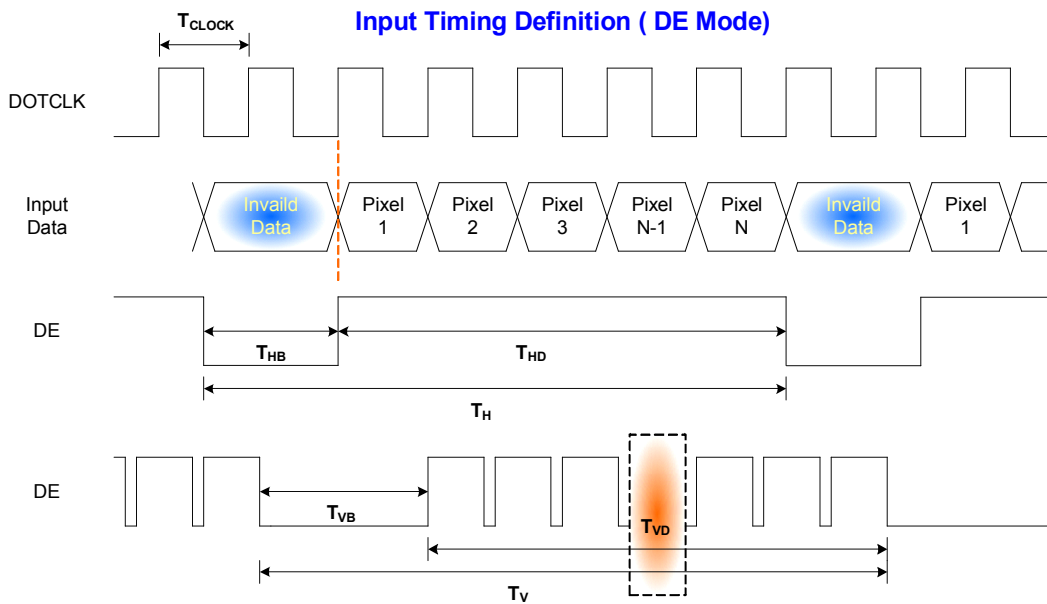 Input Timing Definition ( DE Mode)
TCLOCK
DOTCLK
Input
Data
Invaild
Data
Pixel
1
Pixel
2
Pixel
3
Pixel
N-1
Pixel
N
Invaild
Data
Pixel
1
DE
THB
THD
TH
DE
TVB
TVD
TV